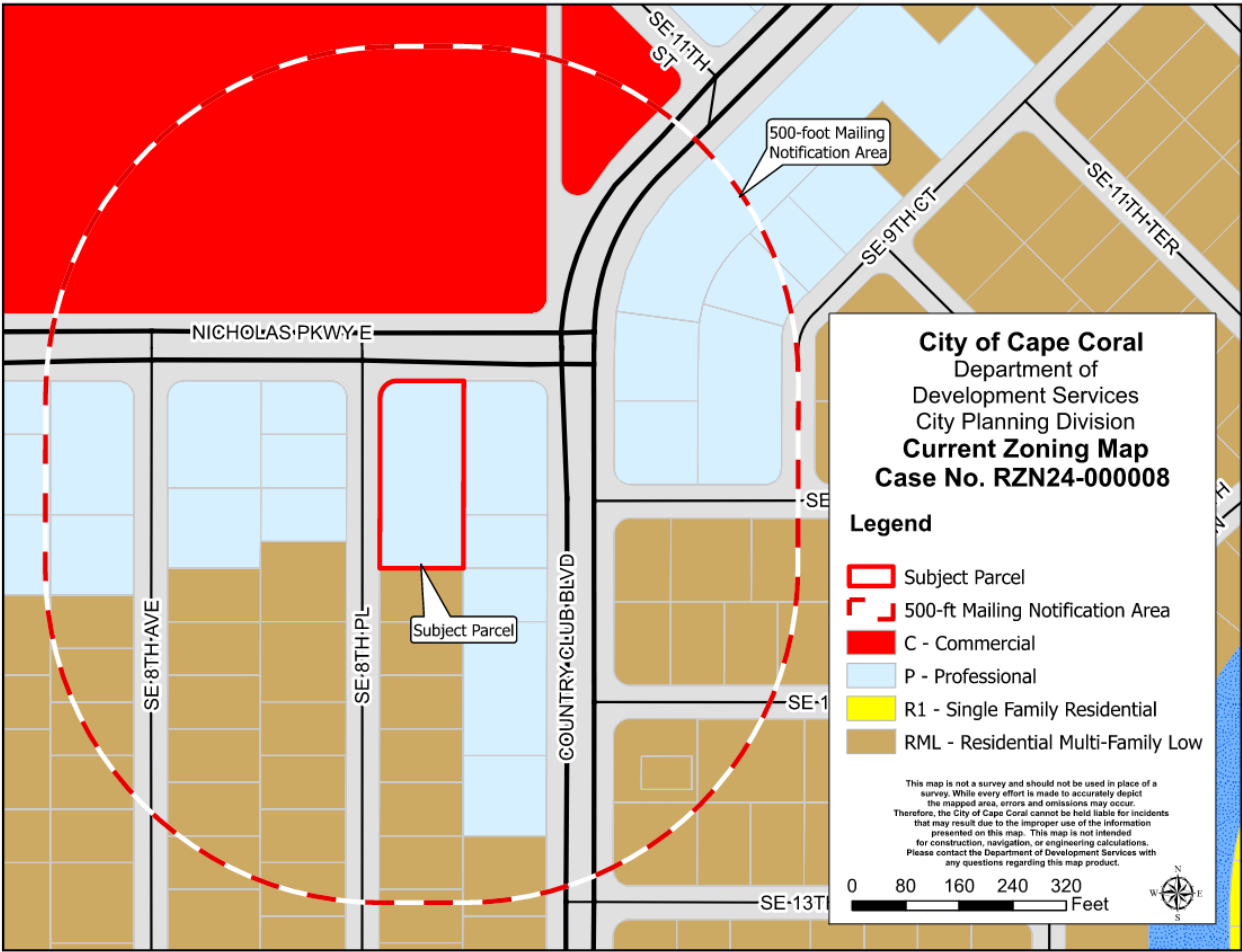 SE 11TH
ST
500-foot Mailing
Notification Area
SE 9TH CT
SE 11TH TER
NICHOLAS PKWY E
SE 8TH AVE
SE 8TH PL
COUNTRY CLUB BLVD
Subject Parcel
SE
SE 1
SE 13TH
City of Cape Coral
Department of
Development Services
City Planning Division
Current Zoning Map
Case No. RZN24-000008
Legend
Subject Parcel
500-ft Mailing Notification Area
C - Commercial
P - Professional
R1 - Single Family Residential
RML - Residential Multi-Family Low
This map is not a survey and should not be used in place of a
survey. While every effort is made to accurately depict
the mapped area, errors and omissions may occur.
Therefore, the City of Cape Coral cannot be held liable for incidents
that may result due to the improper use of the information
presented on this map. This map is not intended
for construction, navigation, or engineering calculations.
Please contact the Department of Development Services with
any questions regarding this map product.
0 80 160 240 320
Feet
N
W E
S